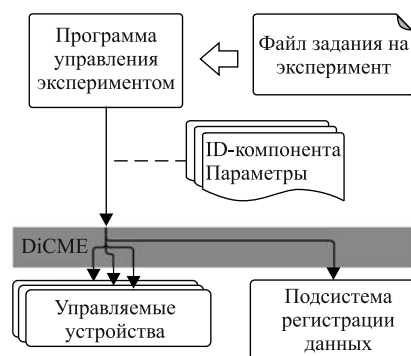 Программа
управления
экспериментом
Файл задания на
эксперимент
ID-компонента
Параметры
DiCME
Управляемые
устройства
Подсистема
регистрации
данных